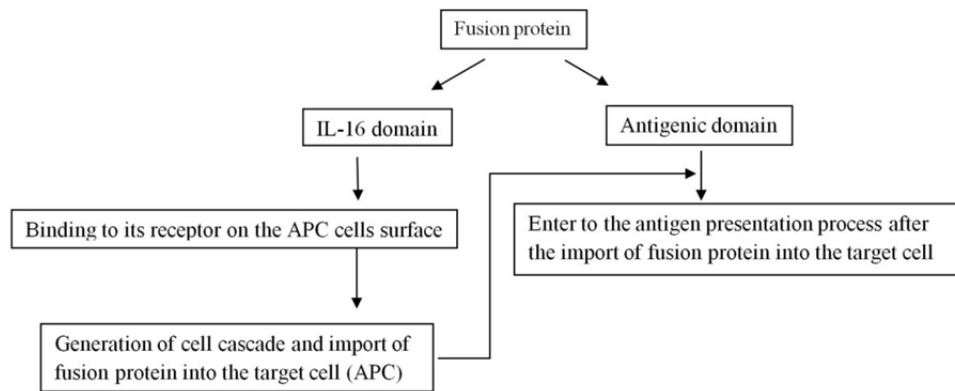 Fusion protein
IL-16 domain
Antigenic domain
Binding to its receptor on the APC cells surface
Enter to the antigen presentation process after
the import of fusion protein into the target cell
Generation of cell cascade and import of
fusion protein into the target cell (APC)